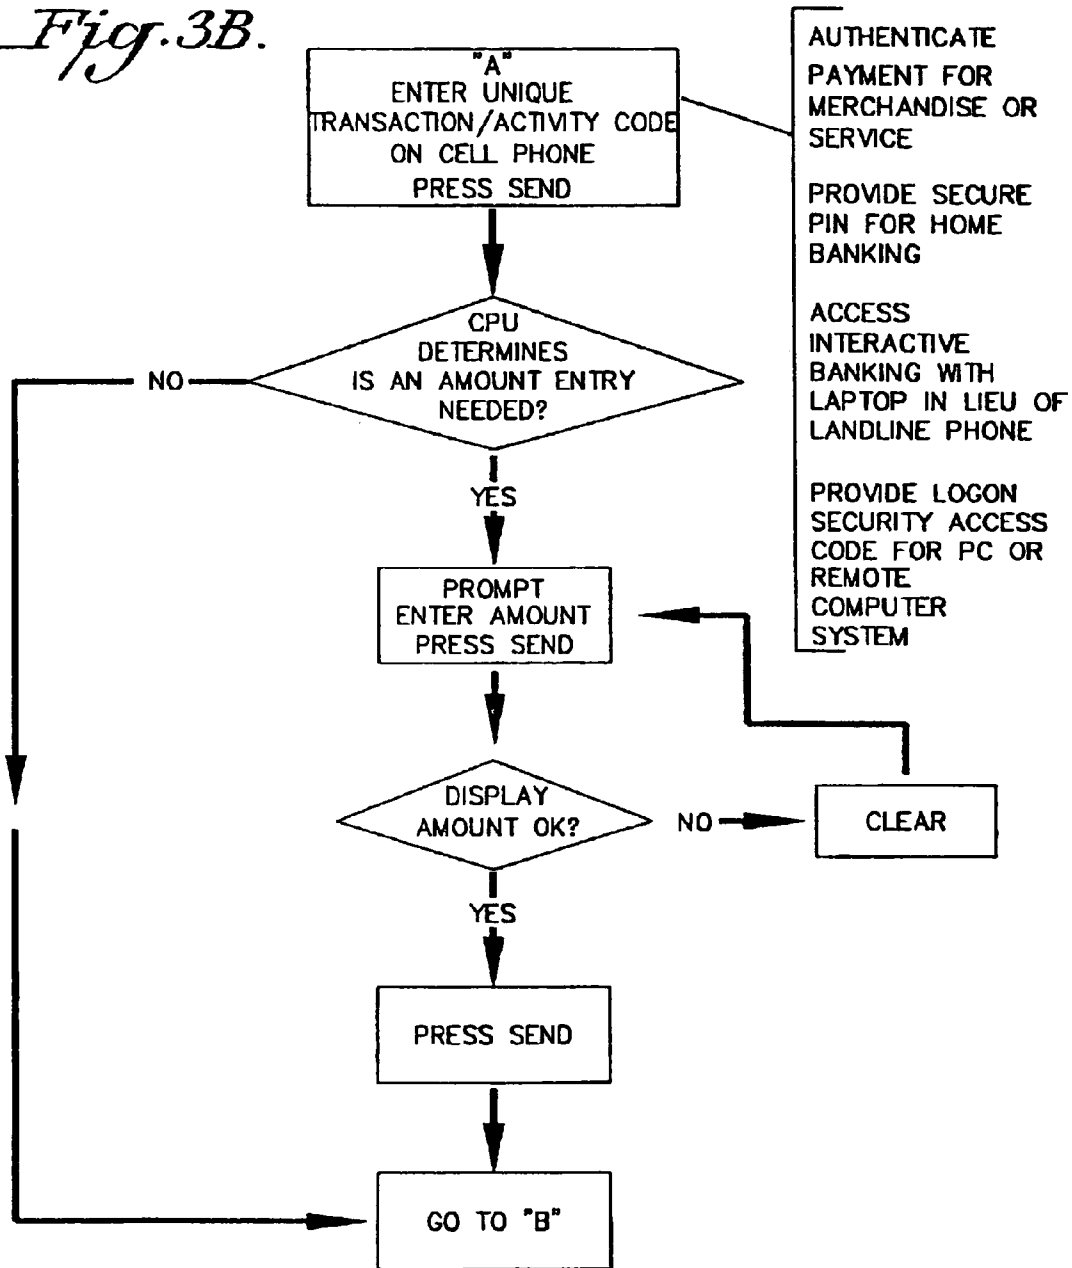 Fig.3B.
"A"
ENTER UNIQUE
TRANSACTION/ACTIVITY CODE
ON CELL PHONE
PRESS SEND
AUTHENTICATE
PAYMENT FOR
MERCHANDISE OR
SERVICE
PROVIDE SECURE
PIN FOR HOME
BANKING
ACCESS
INTERACTIVE
BANKING WITH
LAPTOP IN LIEU OF
LANDLINE PHONE
PROVIDE LOGON
SECURITY ACCESS
CODE FOR PC OR
REMOTE
COMPUTER
SYSTEM
CPU
DETERMINES
IS AN AMOUNT ENTRY
NEEDED?
NO
YES
PROMPT
ENTER AMOUNT
PRESS SEND
DISPLAY
AMOUNT OK?
NO
CLEAR
YES
PRESS SEND
GO TO "B"